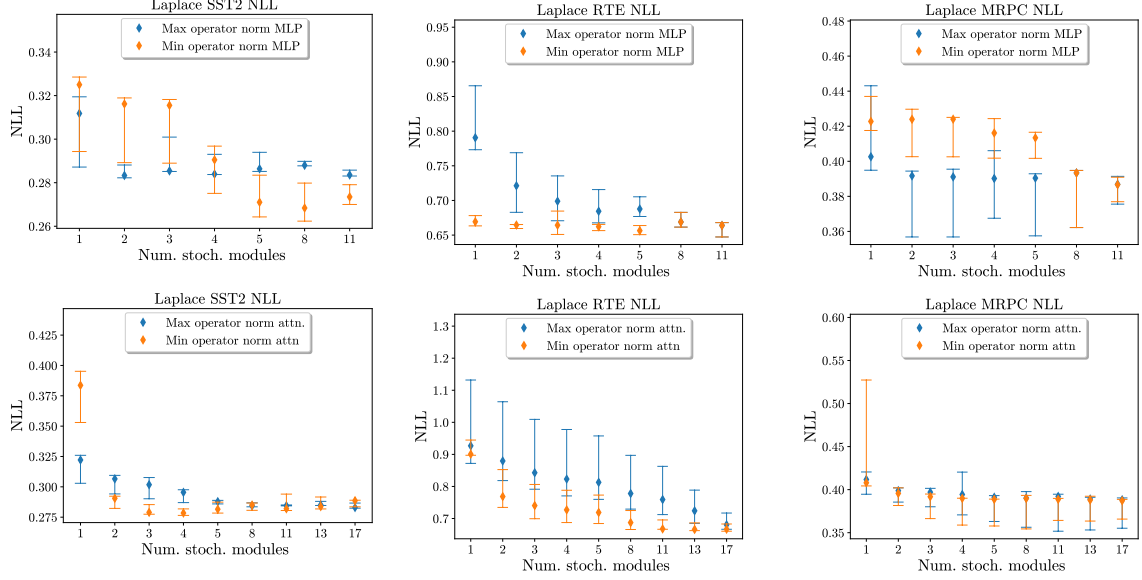 Laplace SST2 NLL
Max operator norm MLP
Min operator norm MLP
NLL
0.34
0.32
0.30
0.28
0.26
1 2 3 4 5 8 11
Num. stoch. modules
Laplace RTE NLL
Max operator norm MLP
Min operator norm MLP
NLL
0.95
0.90
0.85
0.80
0.75
0.70
0.65
1 2 3 4 5 8 11
Num. stoch. modules
Laplace MRPC NLL
Max operator norm MLP
Min operator norm MLP
NLL
0.48
0.46
0.44
0.42
0.40
0.38
0.36
1 2 3 4 5 8 11
Num. stoch. modules
Laplace SST2 NLL
Max operator norm attn.
Min operator norm attn
NLL
0.425
0.400
0.375
0.350
0.325
0.300
0.275
1 2 3 4 5 8 11 13 17
Num. stoch. modules
Laplace RTE NLL
Max operator norm attn.
Min operator norm attn
NLL
1.3
1.2
1.1
1.0
0.9
0.8
0.7
1 2 3 4 5 8 11 13 17
Num. stoch. modules
Laplace MRPC NLL
Max operator norm attn.
Min operator norm attn
NLL
0.60
0.55
0.50
0.45
0.40
0.35
1 2 3 4 5 8 11 13 17
Num. stoch. modules